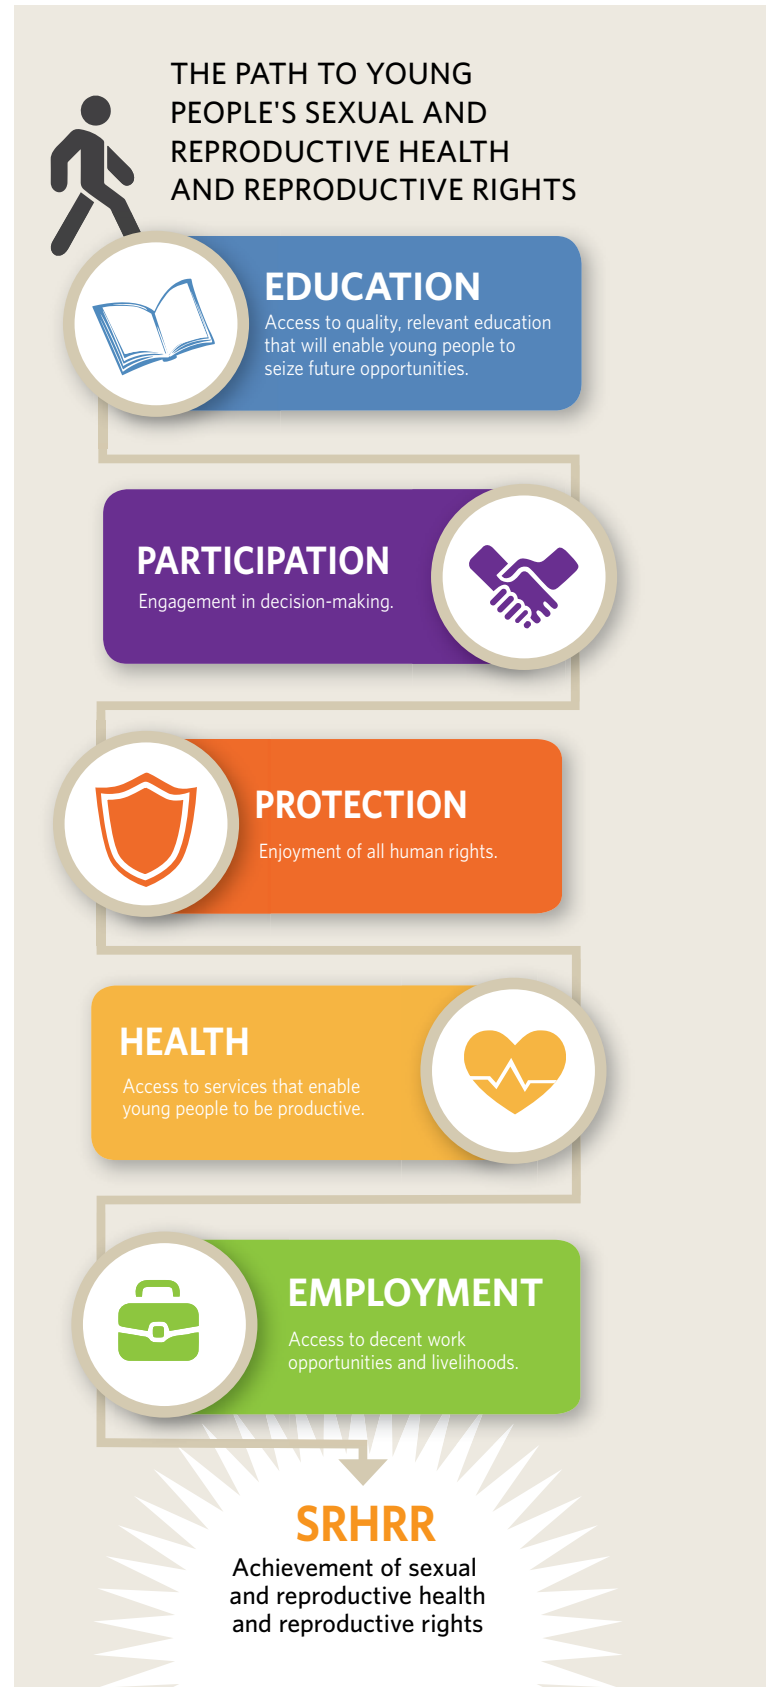 THE PATH TO YOUNG
PEOPLE'S SEXUAL AND
REPRODUCTIVE HEALTH
AND REPRODUCTIVE RIGHTS
EDUCATION
Access to quality, relevant education
that will enable young people to
seize future opportunities.
PARTICIPATION
Engagement in decision-making.
PROTECTION
Enjoyment of all human rights.
HEALTH
Access to services that enable
young people to be productive.
EMPLOYMENT
Access to decent work
opportunities and livelihoods.
SRHRR
Achievement of sexual
and reproductive health
and reproductive rights